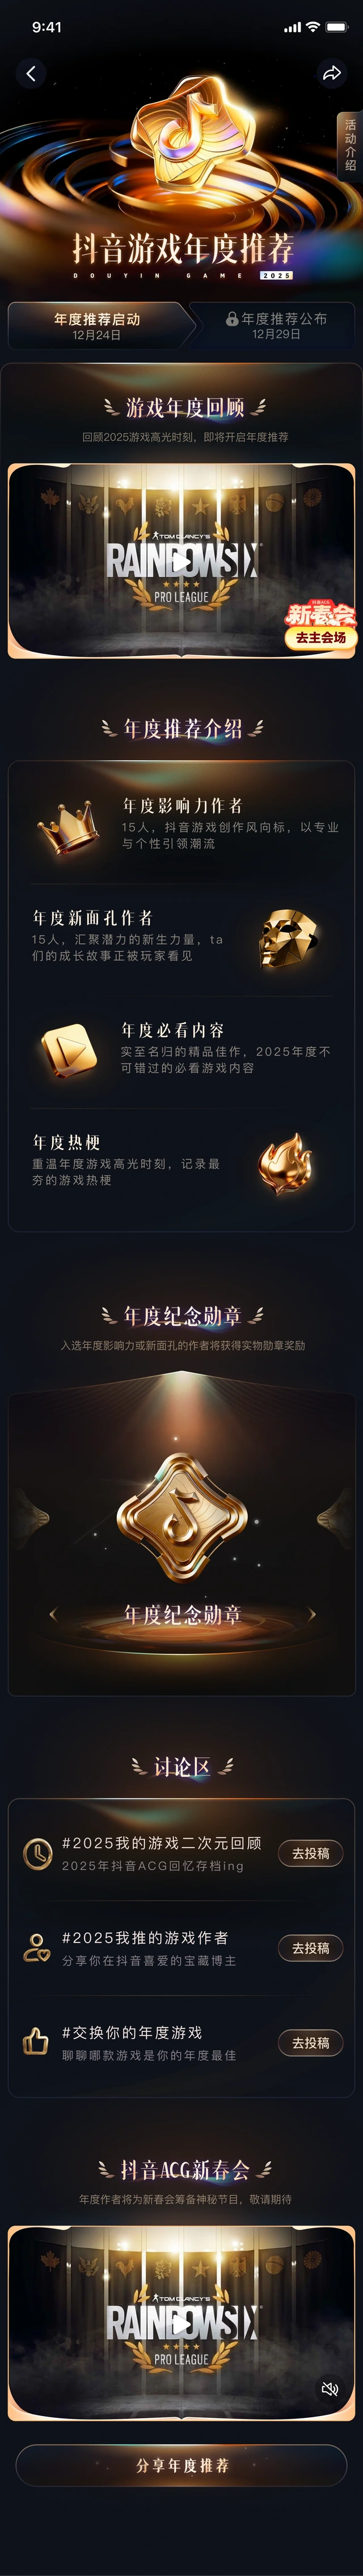 9:41
活动介绍
抖音游戏年度推荐
DOUYIN GAME 2025
年度推荐启动
12月24日
年度推荐公布
12月29日
游戏年度回顾
回顾2025游戏高光时刻，即将开启年度推荐
TOM CLANCY'S
RAINBOWSIX
PRO LEAGUE
抖音ACG
新春会
去主会场
年度推荐介绍
年度影响力作者
15人，抖音游戏创作风向标，以专业
与个性引领潮流
年度新面孔作者
15人，汇聚潜力的新生力量，ta
们的成长故事正被玩家看见
年度必看内容
实至名归的精品佳作，2025年度不
可错过的必看游戏内容
年度热梗
重温年度游戏高光时刻，记录最
夯的游戏热梗
年度纪念勋章
入选年度影响力或新面孔的作者将获得实物勋章奖励
年度纪念勋章
讨论区
#2025我的游戏二次元回顾
2025年抖音ACG回忆存档ing
去投稿
#2025我推的游戏作者
分享你在抖音喜爱的宝藏博主
去投稿
#交换你的年度游戏
聊聊哪款游戏是你的年度最佳
去投稿
抖音ACG新春会
年度作者将为新春会筹备神秘节目，敬请期待
TOM CLANCY'S
RAINBOWSIX
PRO LEAGUE
分享年度推荐